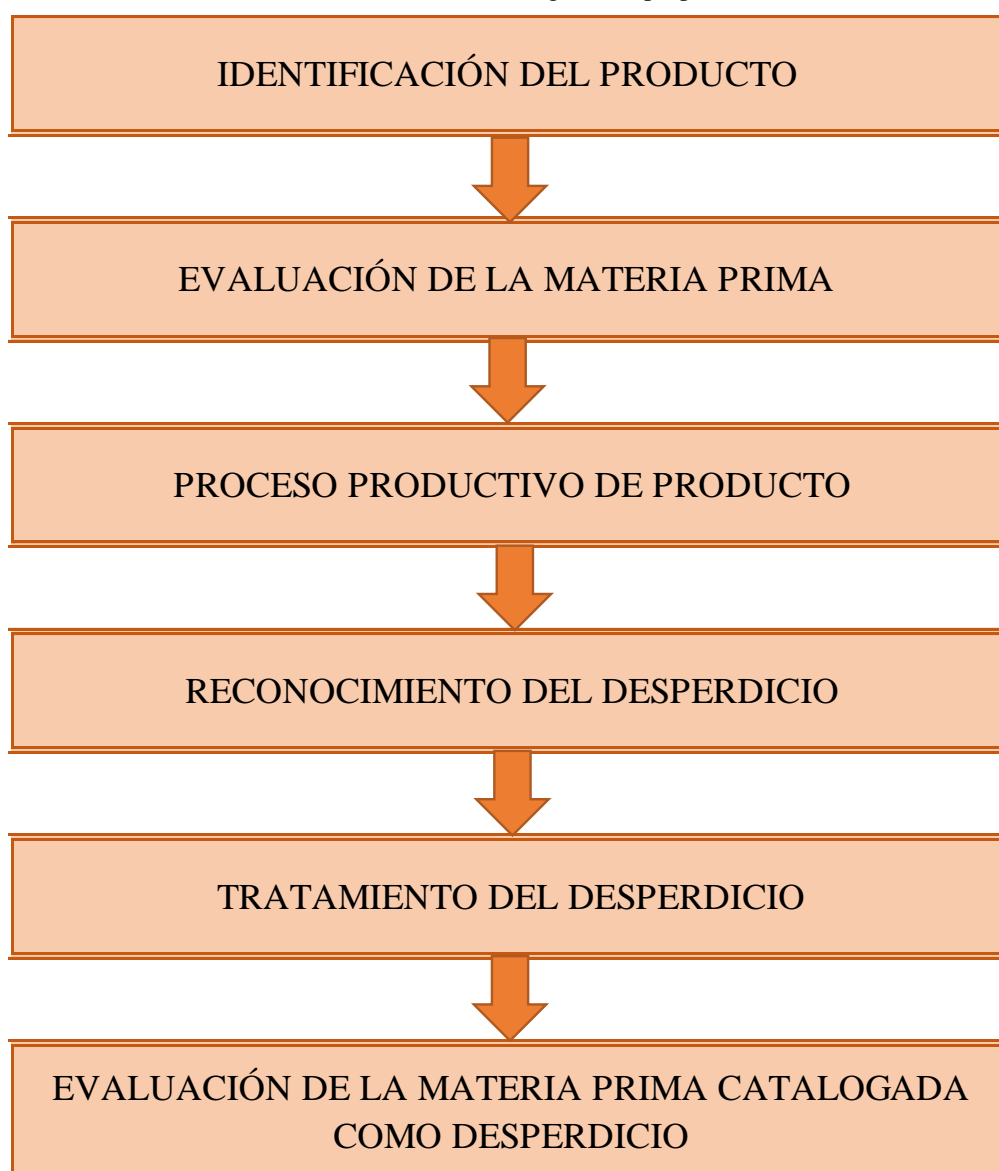 IDENTIFICACIÓN DEL PRODUCTO
EVALUACIÓN DE LA MATERIA PRIMA
PROCESO PRODUCTIVO DE PRODUCTO
RECONOCIMIENTO DEL DESPERDICIO
TRATAMIENTO DEL DESPERDICIO
EVALUACIÓN DE LA MATERIA PRIMA CATALOGADA
COMO DESPERDICIO